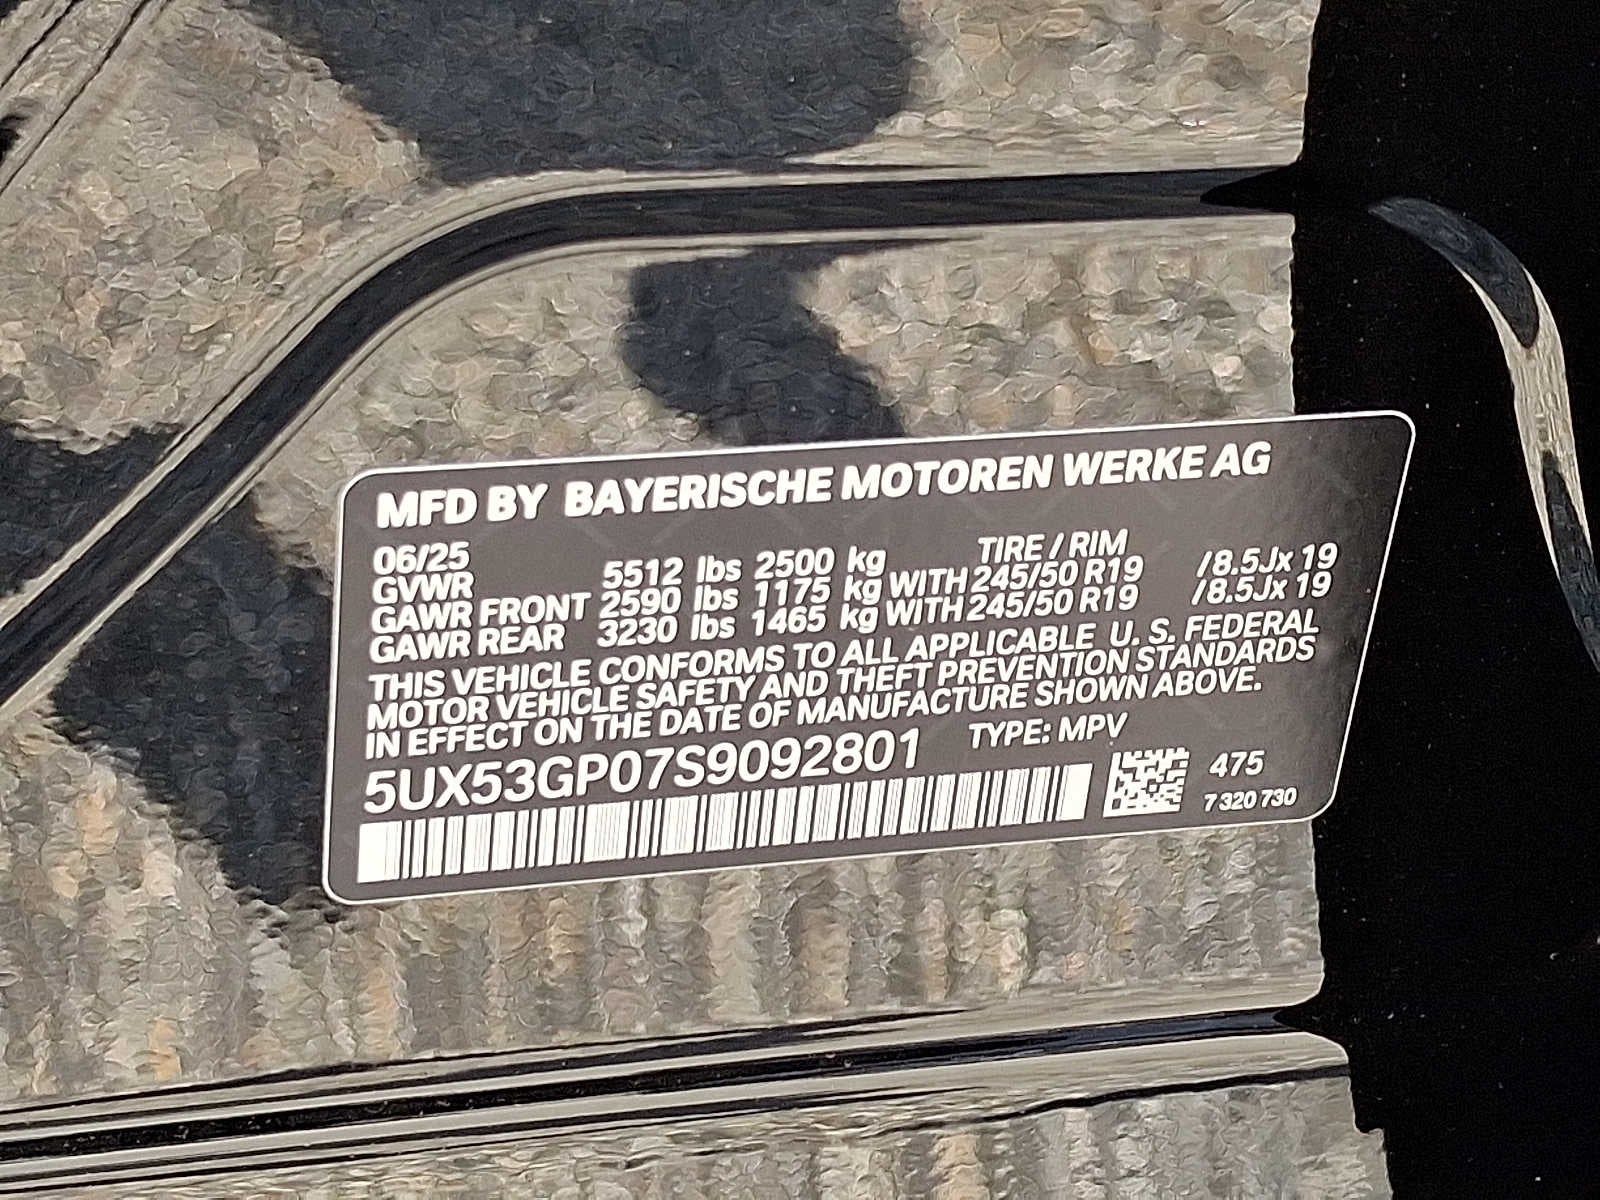 MFD BY BAYERISCHE MOTOREN WERKE AG
06/25 TIRE / RIM
GVWR 5512 lbs 2500 kg
GAWR FRONT 2590 lbs 1175 kg WITH 245/50 R19 /8.5Jx 19
GAWR REAR 3230 lbs 1465 kg WITH 245/50 R19 /8.5Jx 19
THIS VEHICLE CONFORMS TO ALL APPLICABLE U. S. FEDERAL
MOTOR VEHICLE SAFETY AND THEFT PREVENTION STANDARDS
IN EFFECT ON THE DATE OF MANUFACTURE SHOWN ABOVE.
5UX53GP07S9092801 TYPE: MPV
475
7 320 730